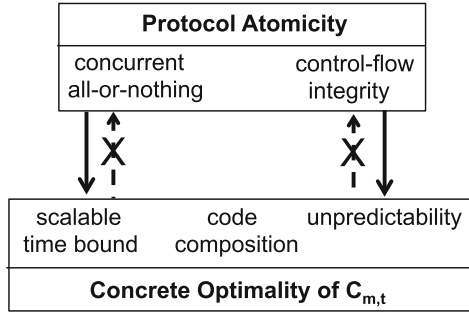 Protocol Atomicity
concurrent all-or-nothing
control-flow integrity
X X
scalable time bound
code composition
unpredictability
Concrete Optimality of Cm,t